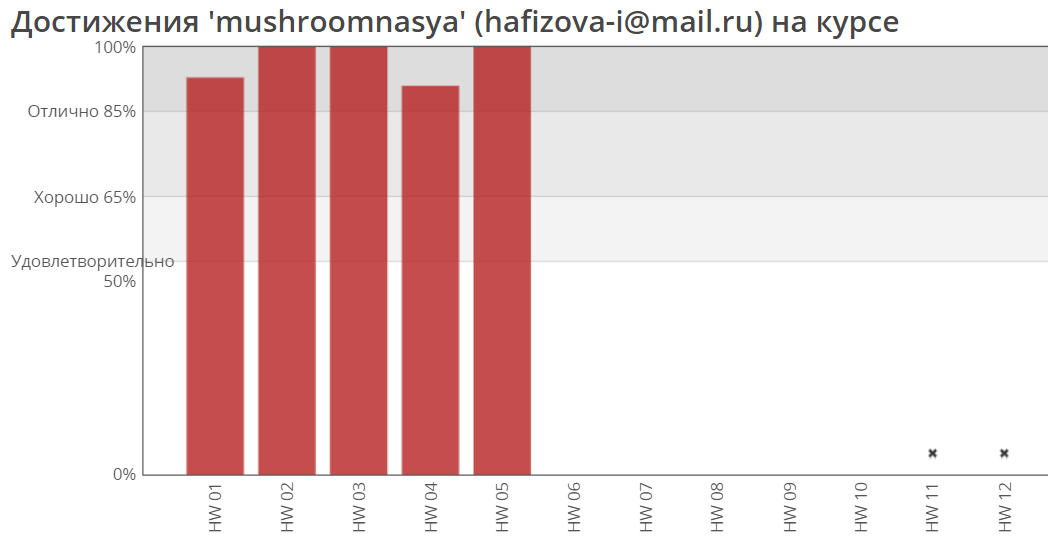 Достижения 'mushroomnasya' (hafizova-i@mail.ru) на курсе
100%
Отлично 85%
Хорошо 65%
Удовлетворительно
50%
0%
HW 01
HW 02
HW 03
HW 04
HW 05
HW 06
HW 07
HW 08
HW 09
HW 10
HW 11
HW 12